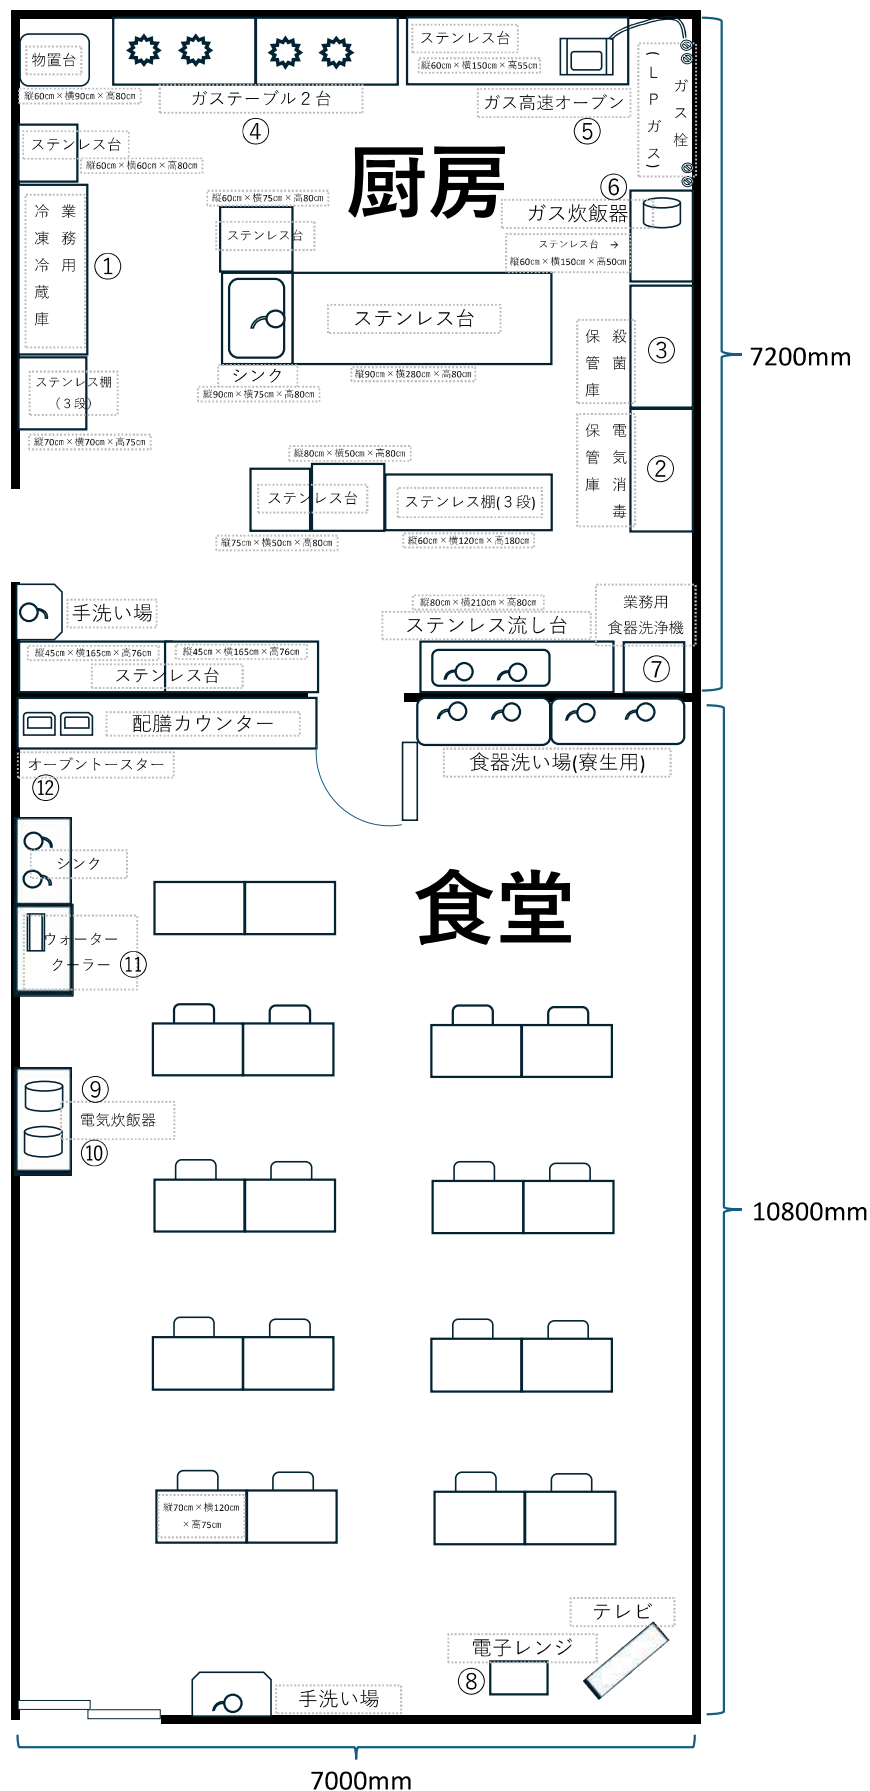 物置台
縦60㎝×横90㎝×高80㎝
ガステーブル２台
④
ステンレス台
縦60㎝×横150㎝×高55㎝
ガス高速オーブン
⑤
ガス栓
(LPガス)
厨房
ステンレス台
縦60㎝×横60㎝×高80㎝
業務用
冷凍冷蔵庫
①
縦60㎝×横75㎝×高80㎝
ステンレス台
⑥
ガス炊飯器
ステンレス台　→
縦60㎝×横150㎝×高50㎝
ステンレス台
シンク
縦90㎝×横75㎝×高80㎝
縦90㎝×横280㎝×高80㎝
殺菌
保管庫
③
ステンレス棚
（３段）
縦70㎝×横70㎝×高75㎝
電気消毒
保管庫
②
縦80㎝×横50㎝×高80㎝
ステンレス台
ステンレス棚(３段)
縦75㎝×横50㎝×高80㎝
縦60㎝×横120㎝×高180㎝
7200mm
手洗い場
縦45㎝×横165㎝×高76㎝
縦45㎝×横165㎝×高76㎝
ステンレス台
縦80㎝×横210㎝×高80㎝
ステンレス流し台
業務用
食器洗浄機
⑦
配膳カウンター
オーブントースター
⑫
食器洗い場(寮生用)
シンク
食堂
ウォーター
クーラー
⑪
⑨
電気炊飯器
⑩
10800mm
縦70㎝×横120㎝
×高75㎝
テレビ
電子レンジ
⑧
手洗い場
7000mm